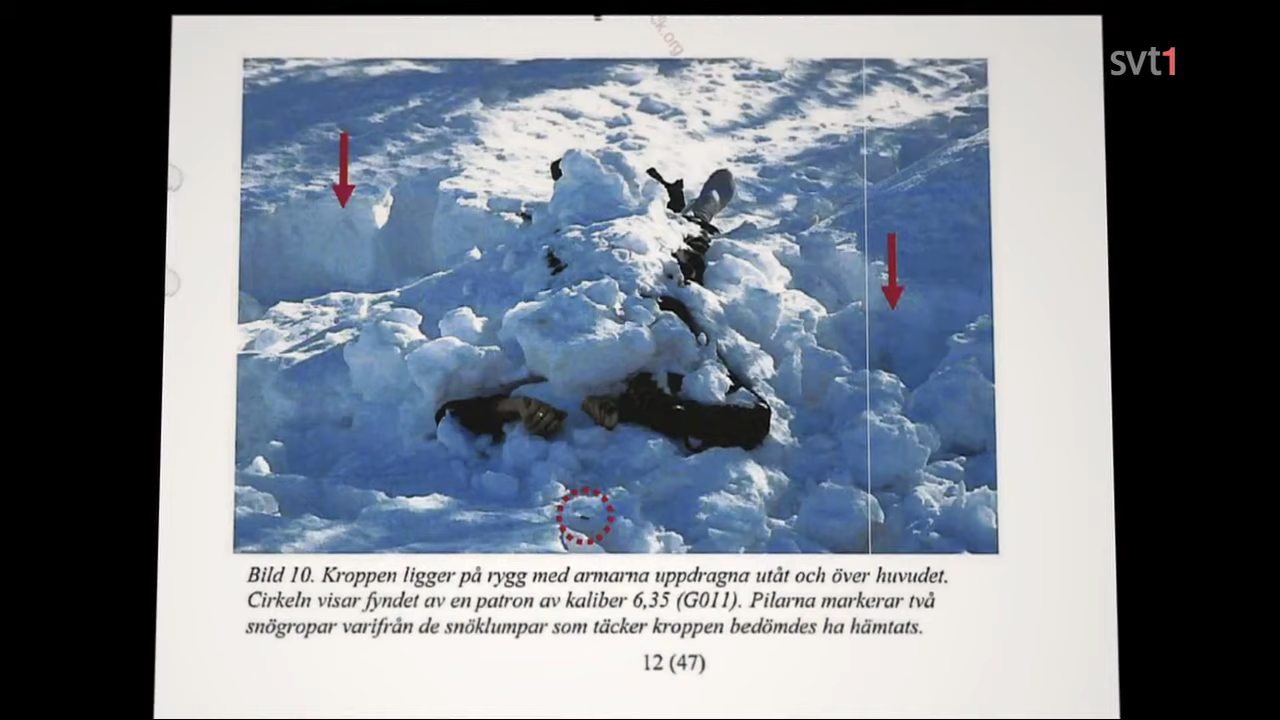 svt1
Bild 10. Kroppen ligger på rygg med armarna uppdragna utåt och över huvudet.
Cirkeln visar fyndet av en patron av kaliber 6,35 (G011). Pilarna markerar två
snögropar varifrån de snöklumpar som täcker kroppen bedömdes ha hämtats.
12 (47)